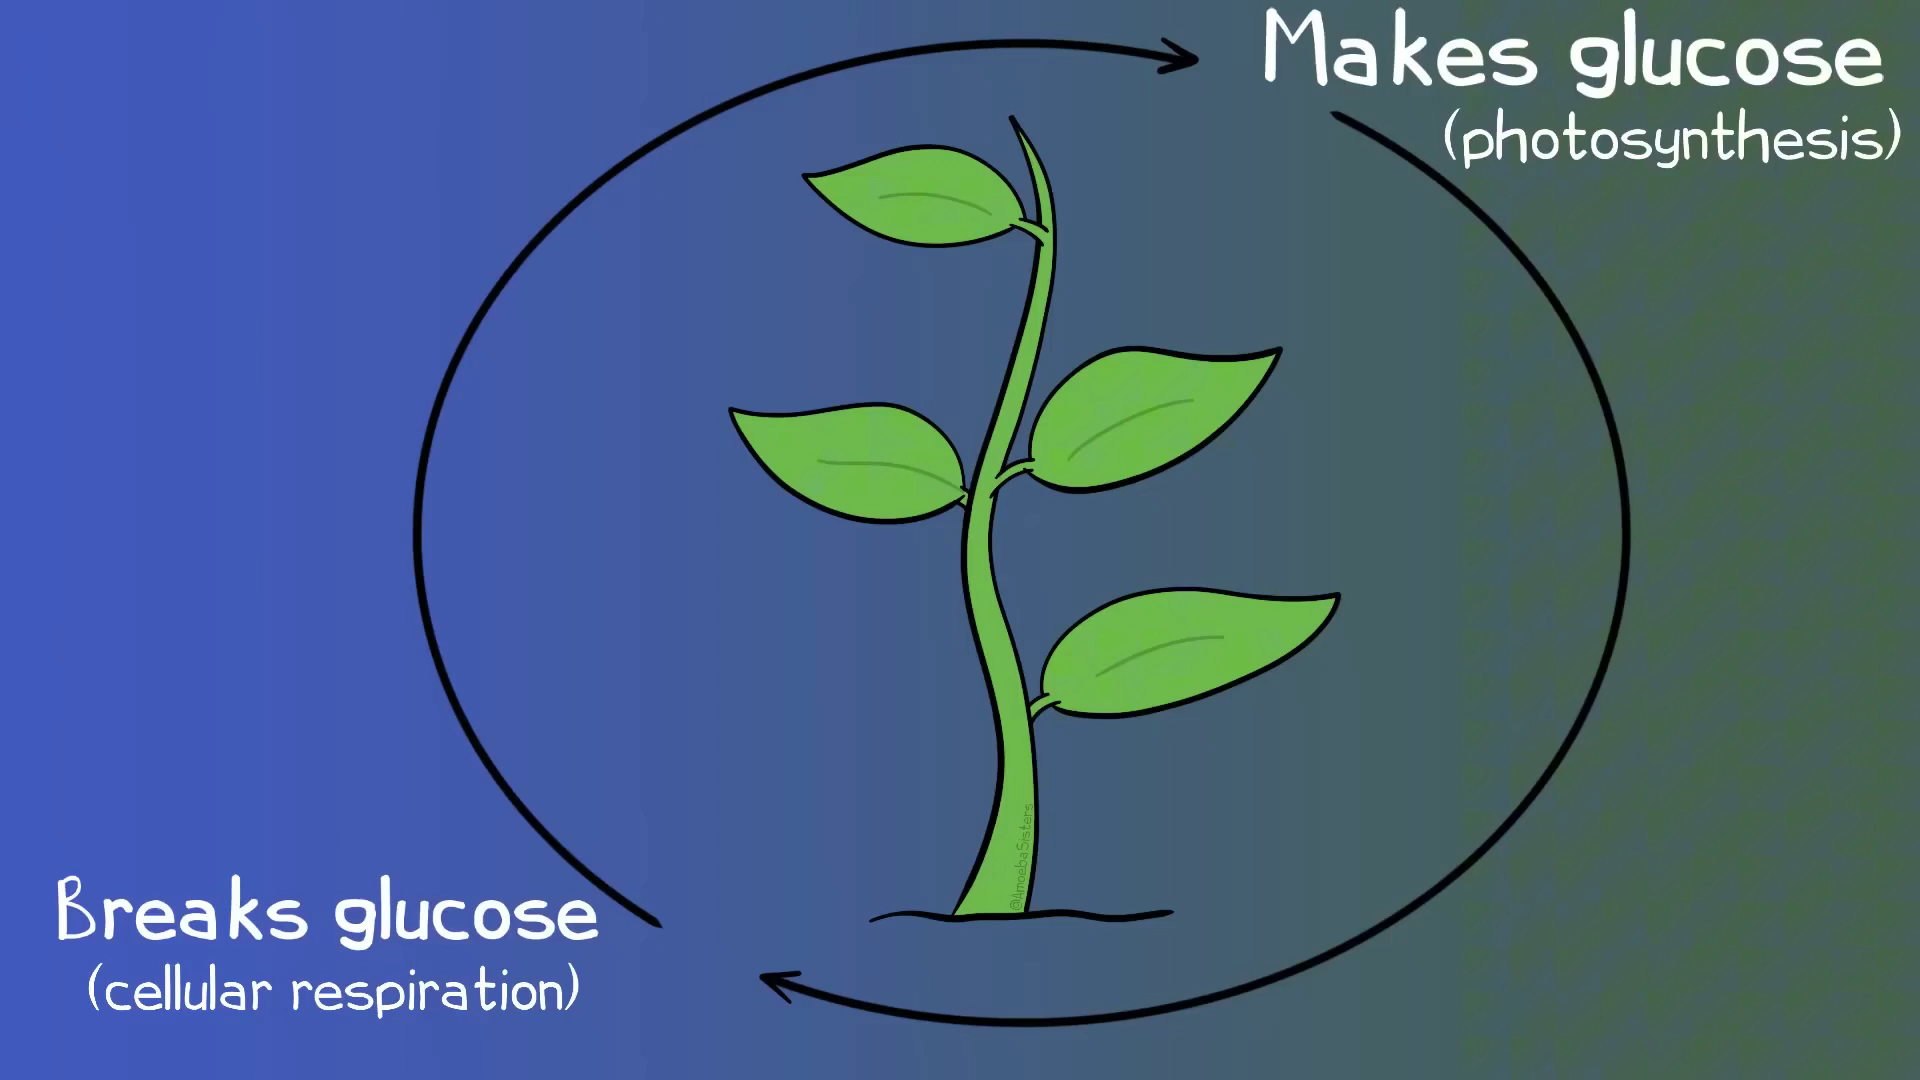 Makes glucose
(photosynthesis)
@AmoebaSisters
Breaks glucose
(cellular respiration)